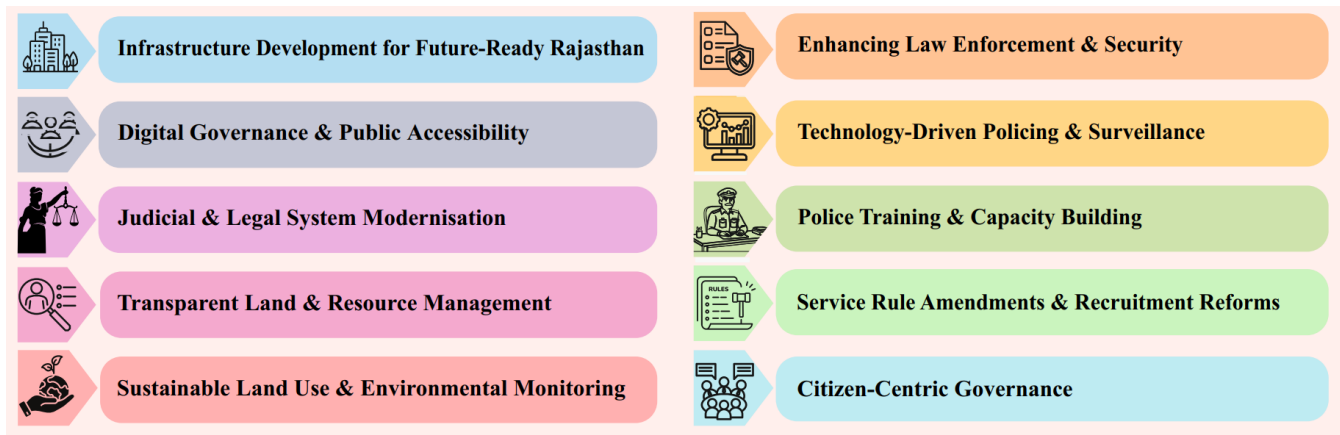 Infrastructure Development for Future-Ready Rajasthan
Digital Governance & Public Accessibility
Judicial & Legal System Modernisation
Transparent Land & Resource Management
Sustainable Land Use & Environmental Monitoring
Enhancing Law Enforcement & Security
Technology-Driven Policing & Surveillance
Police Training & Capacity Building
RULES
Service Rule Amendments & Recruitment Reforms
Citizen-Centric Governance